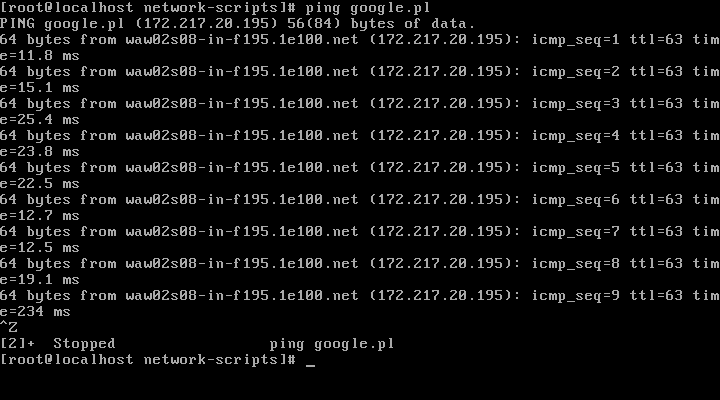 [root@localhost network-scripts]# ping google.pl
PING google.pl (172.217.20.195) 56(84) bytes of data.
64 bytes from waw02s08-in-f195.1e100.net (172.217.20.195): icmp_seq=1 ttl=63 tim
e=11.8 ms
64 bytes from waw02s08-in-f195.1e100.net (172.217.20.195): icmp_seq=2 ttl=63 tim
e=15.1 ms
64 bytes from waw02s08-in-f195.1e100.net (172.217.20.195): icmp_seq=3 ttl=63 tim
e=25.4 ms
64 bytes from waw02s08-in-f195.1e100.net (172.217.20.195): icmp_seq=4 ttl=63 tim
e=23.8 ms
64 bytes from waw02s08-in-f195.1e100.net (172.217.20.195): icmp_seq=5 ttl=63 tim
e=22.5 ms
64 bytes from waw02s08-in-f195.1e100.net (172.217.20.195): icmp_seq=6 ttl=63 tim
e=12.7 ms
64 bytes from waw02s08-in-f195.1e100.net (172.217.20.195): icmp_seq=7 ttl=63 tim
e=12.5 ms
64 bytes from waw02s08-in-f195.1e100.net (172.217.20.195): icmp_seq=8 ttl=63 tim
e=19.1 ms
64 bytes from waw02s08-in-f195.1e100.net (172.217.20.195): icmp_seq=9 ttl=63 tim
e=234 ms
^Z
[2]+  Stopped                 ping google.pl
[root@localhost network-scripts]# _